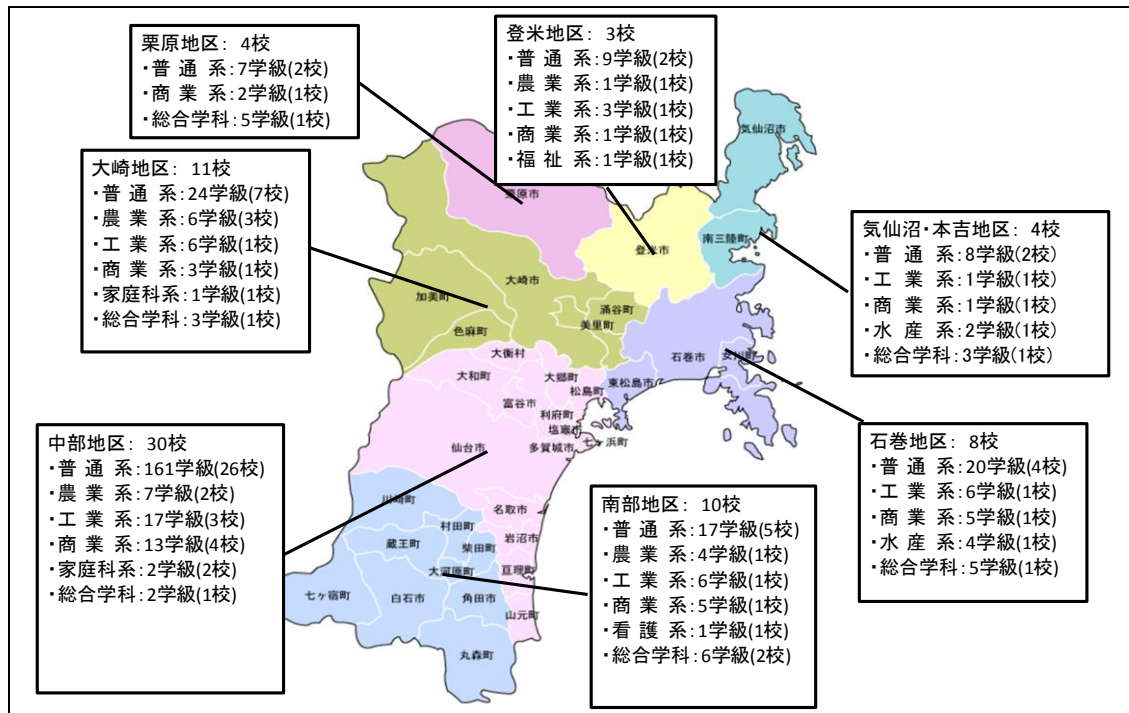 栗原地区： 4校
・普 通 系：7学級(2校)
・商 業 系：2学級(1校)
・総合学科：5学級(1校)
登米地区： 3校
・普 通 系：9学級(2校)
・農 業 系：1学級(1校)
・工 業 系：3学級(1校)
・商 業 系：1学級(1校)
・福 祉 系：1学級(1校)
大崎地区： 11校
・普 通 系：24学級(7校)
・農 業 系：6学級(3校)
・工 業 系：6学級(1校)
・商 業 系：3学級(1校)
・家庭科系：1学級(1校)
・総合学科：3学級(1校)
気仙沼・本吉地区： 4校
・普 通 系：8学級(2校)
・工 業 系：1学級(1校)
・商 業 系：1学級(1校)
・水 産 系：2学級(1校)
・総合学科：3学級(1校)
中部地区： 30校
・普 通 系：161学級(26校)
・農 業 系：7学級(2校)
・工 業 系：17学級(3校)
・商 業 系：13学級(4校)
・家庭科系：2学級(2校)
・総合学科：2学級(1校)
石巻地区： 8校
・普 通 系：20学級(4校)
・工 業 系：6学級(1校)
・商 業 系：5学級(1校)
・水 産 系：4学級(1校)
・総合学科：5学級(1校)
南部地区： 10校
・普 通 系：17学級(5校)
・農 業 系：4学級(1校)
・工 業 系：6学級(1校)
・商 業 系：5学級(1校)
・看 護 系：1学級(1校)
・総合学科：6学級(2校)
気仙沼市
栗原市
南三陸町
登米市
大崎市
加美町
涌谷町
美里町
色麻町
石巻市
女川町
大衡村
大和町
大郷町
東松島市
松島町
富谷市
利府町
塩竈市
七ヶ浜町
仙台市
多賀城市
川崎町
名取市
村田町
岩沼市
蔵王町
柴田町
大河原町
亘理町
七ヶ宿町
白石市
角田市
山元町
丸森町